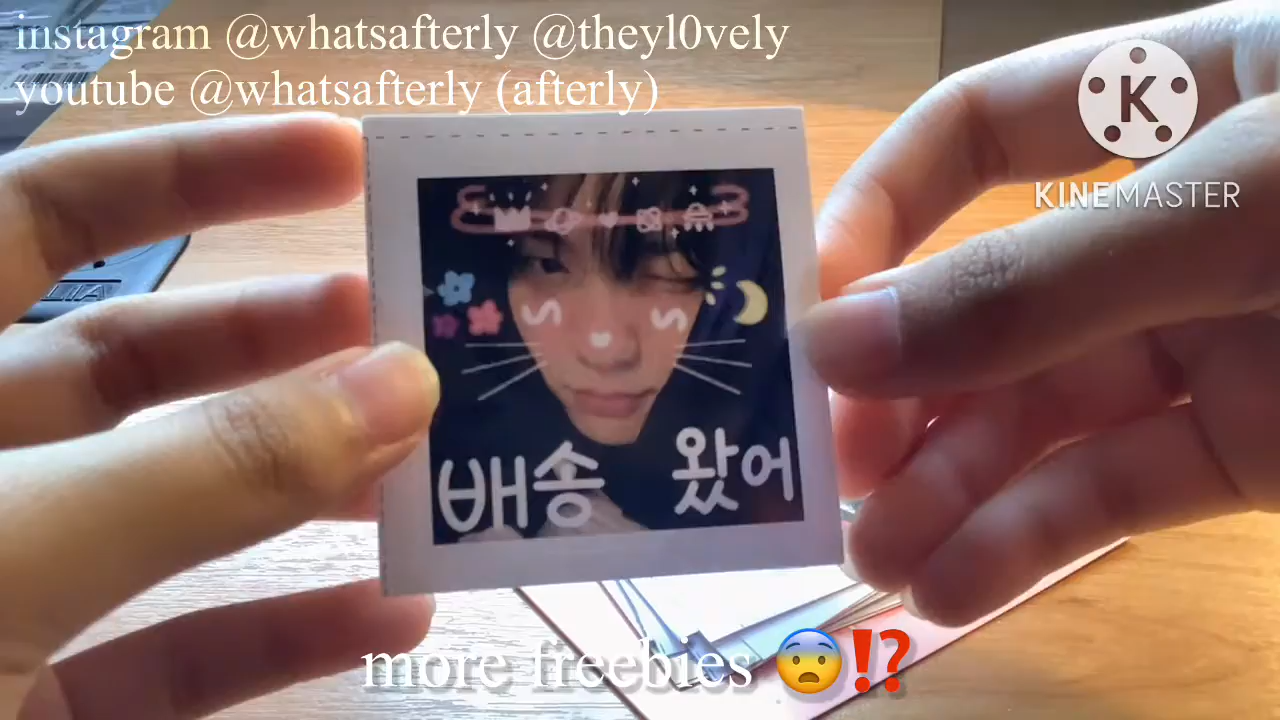 instagram @whatsafterly @theyl0vely
youtube @whatsafterly (afterly)
K
KINEMASTER
배송 왔어
more freebies 😨⁉️